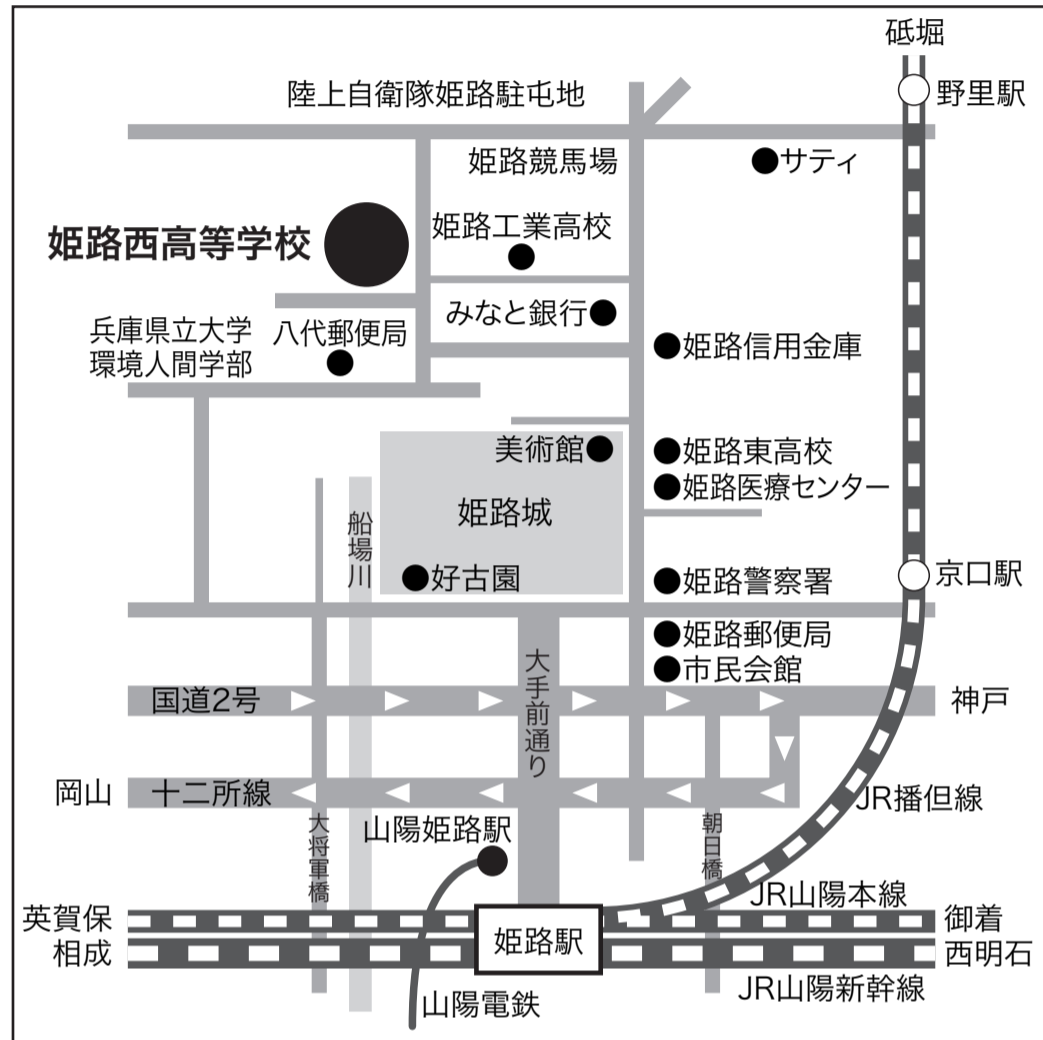 砥堀
野里駅
陸上自衛隊姫路駐屯地
姫路競馬場
サティ
姫路工業高校
姫路西高等学校
みなと銀行
兵庫県立大学
環境人間学部
八代郵便局
姫路信用金庫
美術館
姫路東高校
姫路医療センター
姫路城
船場川
好古園
姫路警察署
京口駅
姫路郵便局
市民会館
大手前通り
国道2号
神戸
岡山
十二所線
JR播但線
大将軍橋
山陽姫路駅
朝日橋
JR山陽本線
英賀保
御着
姫路駅
相成
西明石
山陽電鉄
JR山陽新幹線